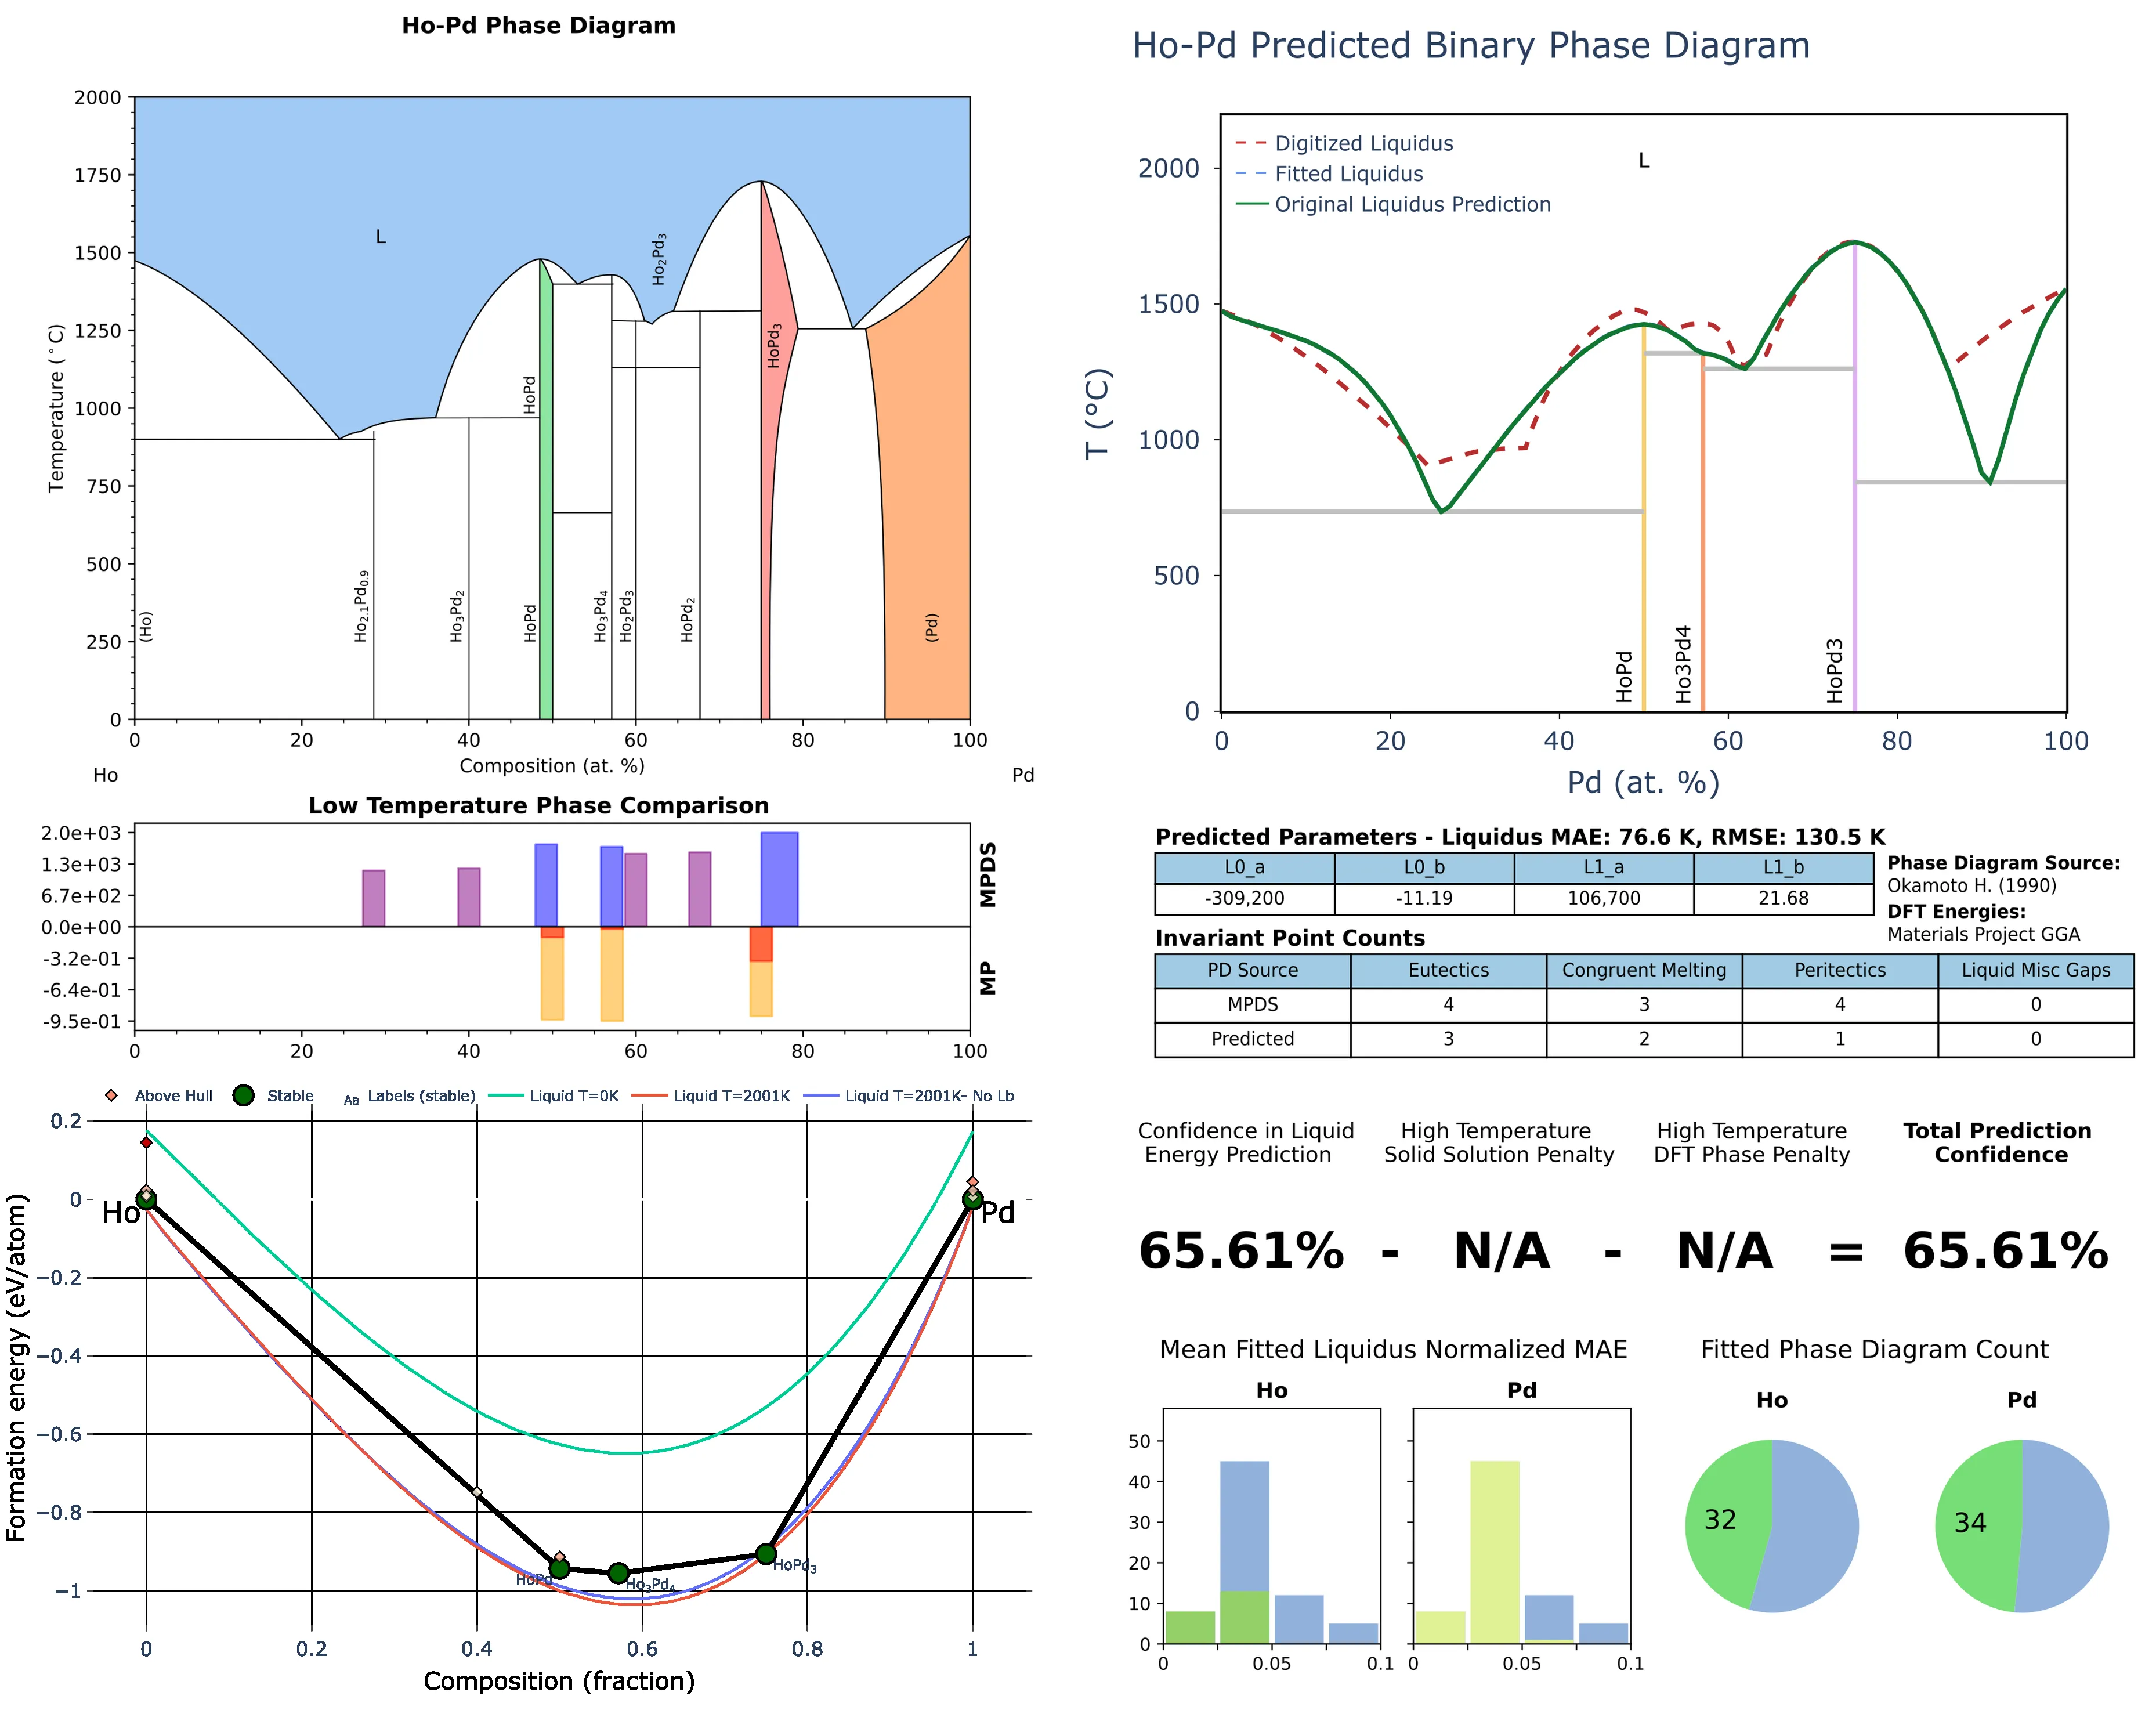 Ho-Pd Phase Diagram
2000
1750
1500
1250
1000
750
500
250
0
Temperature (°C)
L
Ho2Pd3
HoPd3
HoPd
(Ho)
Ho2.1Pd0.9
Ho3Pd2
HoPd
Ho3Pd4
Ho2Pd3
HoPd2
(Pd)
0 20 40 60 80 100
Composition (at. %)
Ho Pd
Low Temperature Phase Comparison
2.0e+03
1.3e+03
6.7e+02
0.0e+00
-3.2e-01
-6.4e-01
-9.5e-01
MPDS
MP
0 20 40 60 80 100
Above Hull Stable Aa Labels (stable) Liquid T=0K Liquid T=2001K Liquid T=2001K- No Lb
0.2
0
−0.2
−0.4
−0.6
−0.8
−1
Formation energy (eV/atom)
Ho
Pd
HoPd
Ho3Pd4
HoPd3
0 0.2 0.4 0.6 0.8 1
Composition (fraction)
Ho-Pd Predicted Binary Phase Diagram
Digitized Liquidus
Fitted Liquidus
Original Liquidus Prediction
L
2000
1500
1000
500
0
T (°C)
HoPd
Ho3Pd4
HoPd3
0 20 40 60 80 100
Pd (at. %)
Predicted Parameters - Liquidus MAE: 76.6 K, RMSE: 130.5 K
L0_a L0_b L1_a L1_b
-309,200 -11.19 106,700 21.68
Phase Diagram Source:
Okamoto H. (1990)
DFT Energies:
Materials Project GGA
Invariant Point Counts
PD Source Eutectics Congruent Melting Peritectics Liquid Misc Gaps
MPDS 4 3 4 0
Predicted 3 2 1 0
Confidence in Liquid
Energy Prediction
High Temperature
Solid Solution Penalty
High Temperature
DFT Phase Penalty
Total Prediction
Confidence
65.61% - N/A - N/A = 65.61%
Mean Fitted Liquidus Normalized MAE
Ho Pd
50
40
30
20
10
0
0 0.05 0.1
0 0.05 0.1
Fitted Phase Diagram Count
Ho Pd
32
34